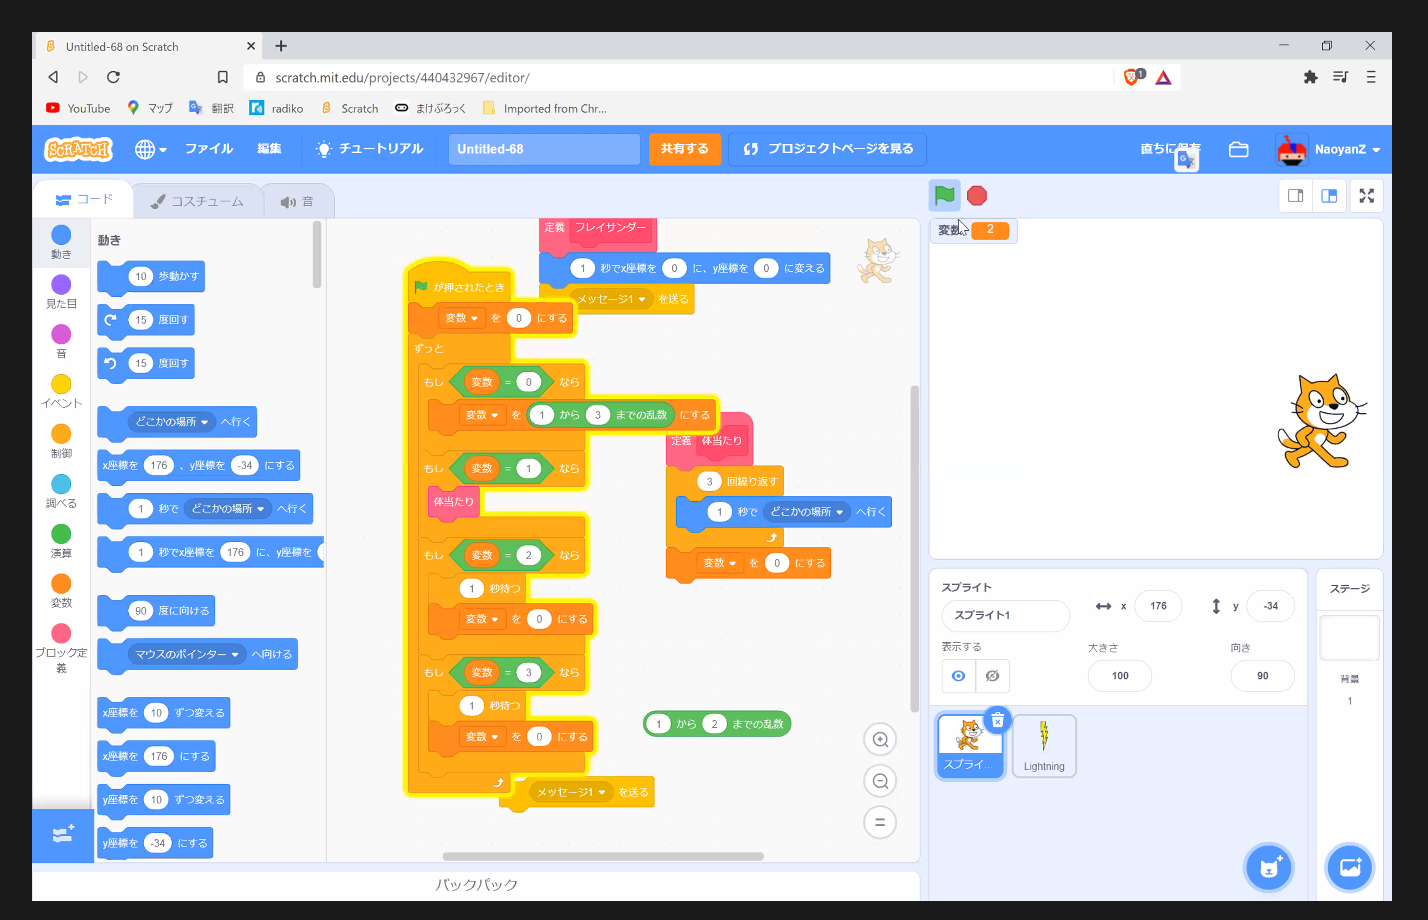 Untitled-68 on Scratch
scratch.mit.edu/projects/440432967/editor/
1
YouTube
マップ
翻訳
radiko
Scratch
まけぶろっく
Imported from Chr...
SCRATCH
ファイル
編集
チュートリアル
Untitled-68
共有する
プロジェクトページを見る
直ちに保存
NaoyanZ
コード
コスチューム
音
動き
見た目
音
イベント
制御
調べる
演算
変数
ブロック定
義
動き
10 歩動かす
15 度回す
15 度回す
どこかの場所 へ行く
x座標を 176 、y座標を -34 にする
1 秒で どこかの場所 へ行く
1 秒でx座標を 176 に、y座標を
90 度に向ける
マウスのポインター へ向ける
x座標を 10 ずつ変える
x座標を 176 にする
y座標を 10 ずつ変える
y座標を -34 にする
定義 フレイサンダー
1 秒でx座標を 0 に、y座標を 0 に変える
メッセージ1 を送る
が押されたとき
変数 を 0 にする
ずっと
もし 変数 = 0 なら
変数 を 1 から 3 までの乱数 にする
もし 変数 = 1 なら
体当たり
もし 変数 = 2 なら
1 秒待つ
変数 を 0 にする
もし 変数 = 3 なら
1 秒待つ
変数 を 0 にする
メッセージ1 を送る
定義 体当たり
3 回繰り返す
1 秒で どこかの場所 へ行く
変数 を 0 にする
1 から 2 までの乱数
バックパック
変数 2
スプライト
スプライト1
x 176
y -34
表示する
大きさ
100
向き
90
スプライ...
Lightning
ステージ
背景
1